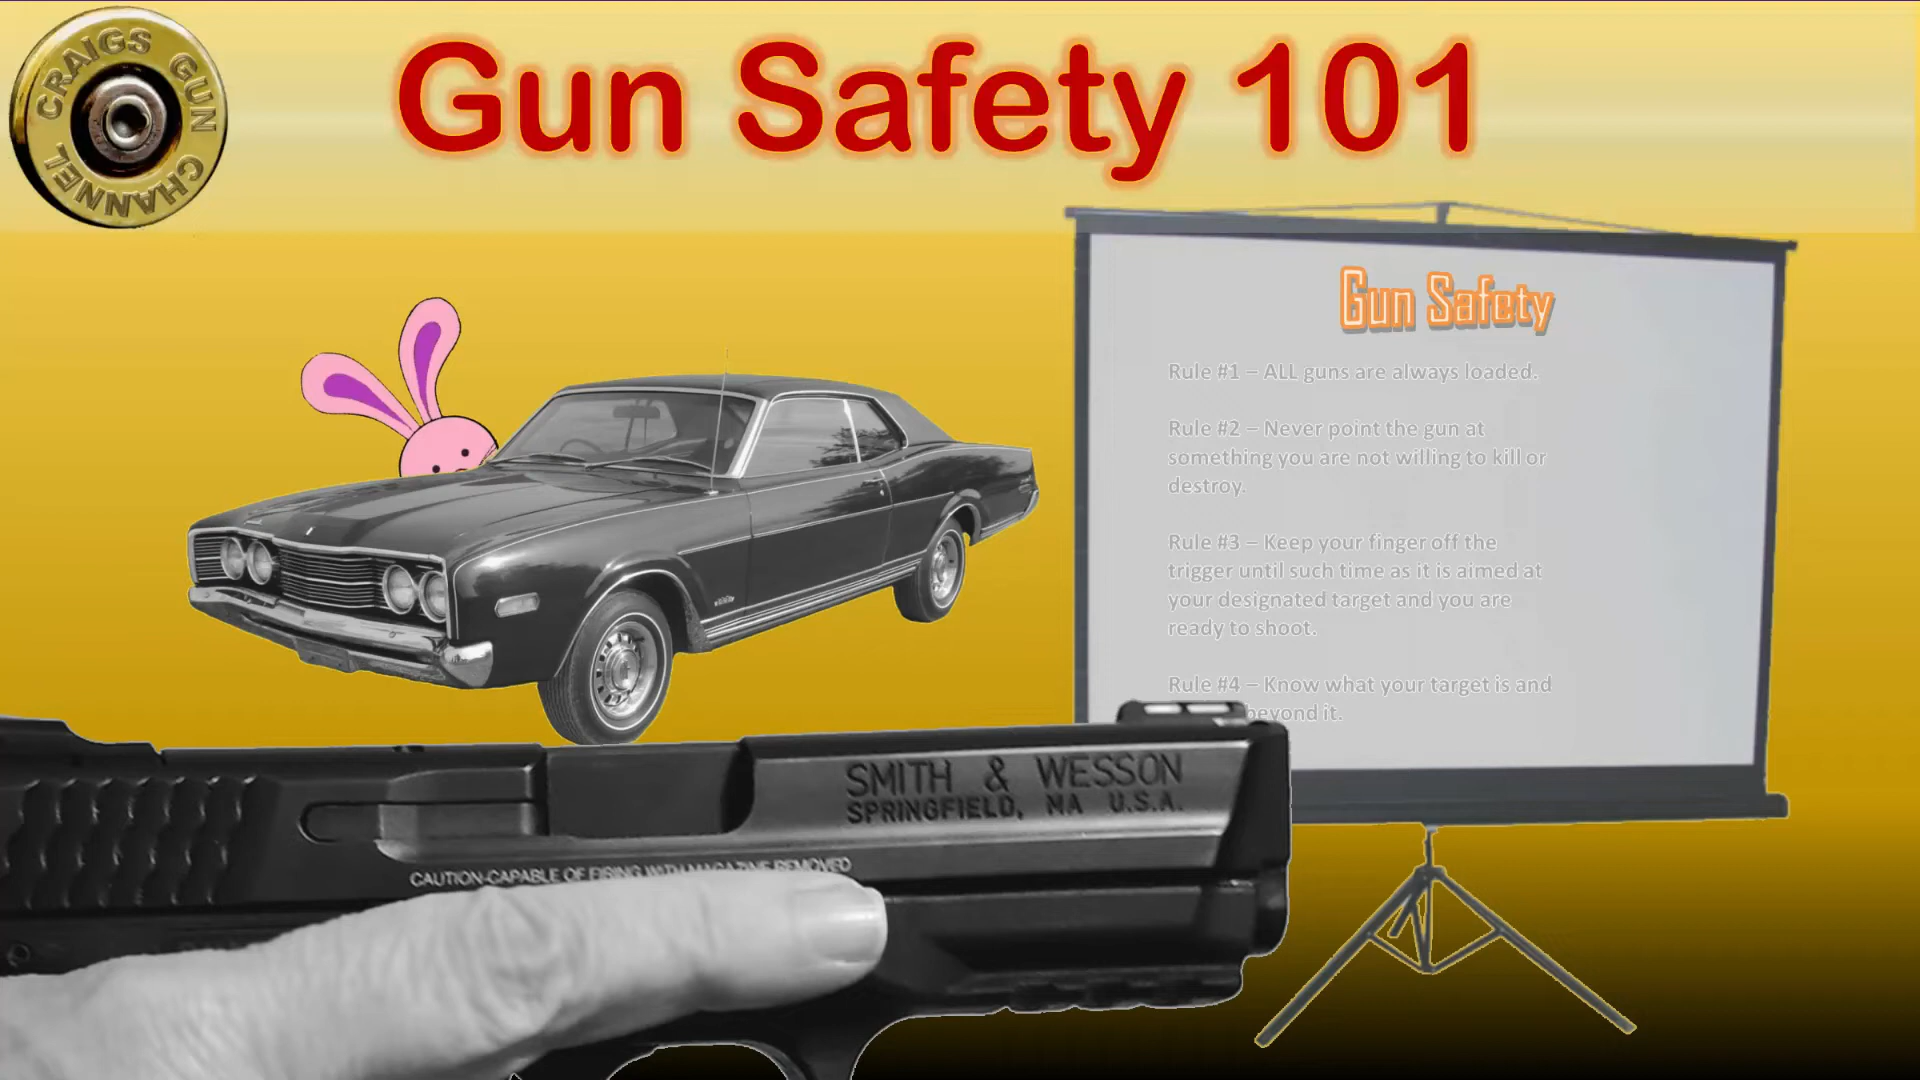 CRAIGS GUN CHANNEL
Gun Safety 101
Gun Safety
Rule #1 – ALL guns are always loaded.
Rule #2 – Never point the gun at
something you are not willing to kill or
destroy.
Rule #3 – Keep your finger off the
trigger until such time as it is aimed at
your designated target and you are
ready to shoot.
Rule #4 – Know what your target is and
beyond it.
SMITH & WESSON
SPRINGFIELD, MA U.S.A.
CAUTION-CAPABLE OF FIRING WITH MAGAZINE REMOVED